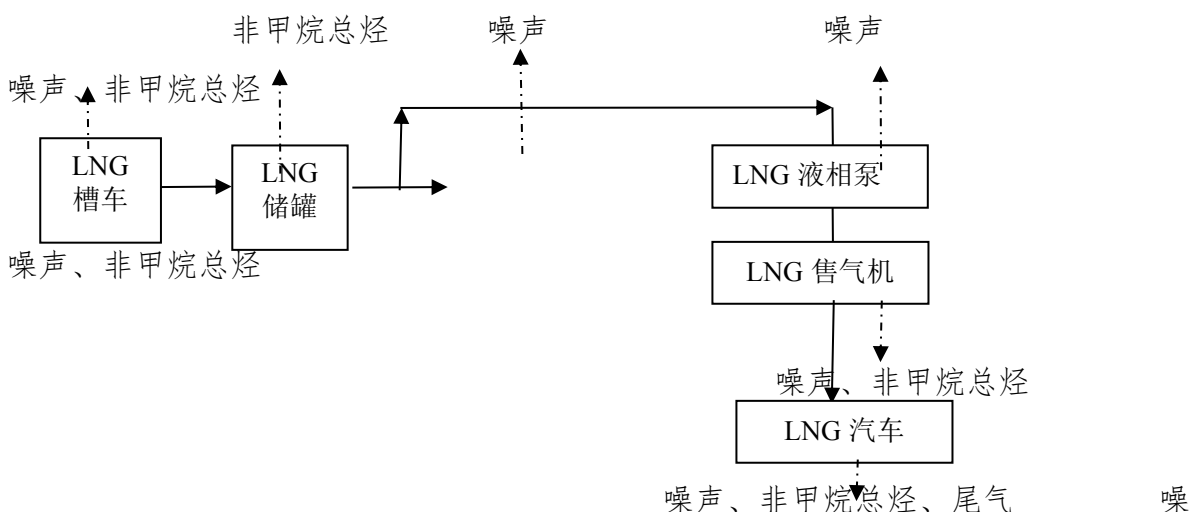 非甲烷总烃
噪声
噪声
噪声、非甲烷总烃
LNG
槽车
LNG
储罐
LNG 液相泵
噪声、非甲烷总烃
LNG 售气机
噪声、非甲烷总烃
LNG 汽车
噪声、非甲烷总烃、尾气
噪